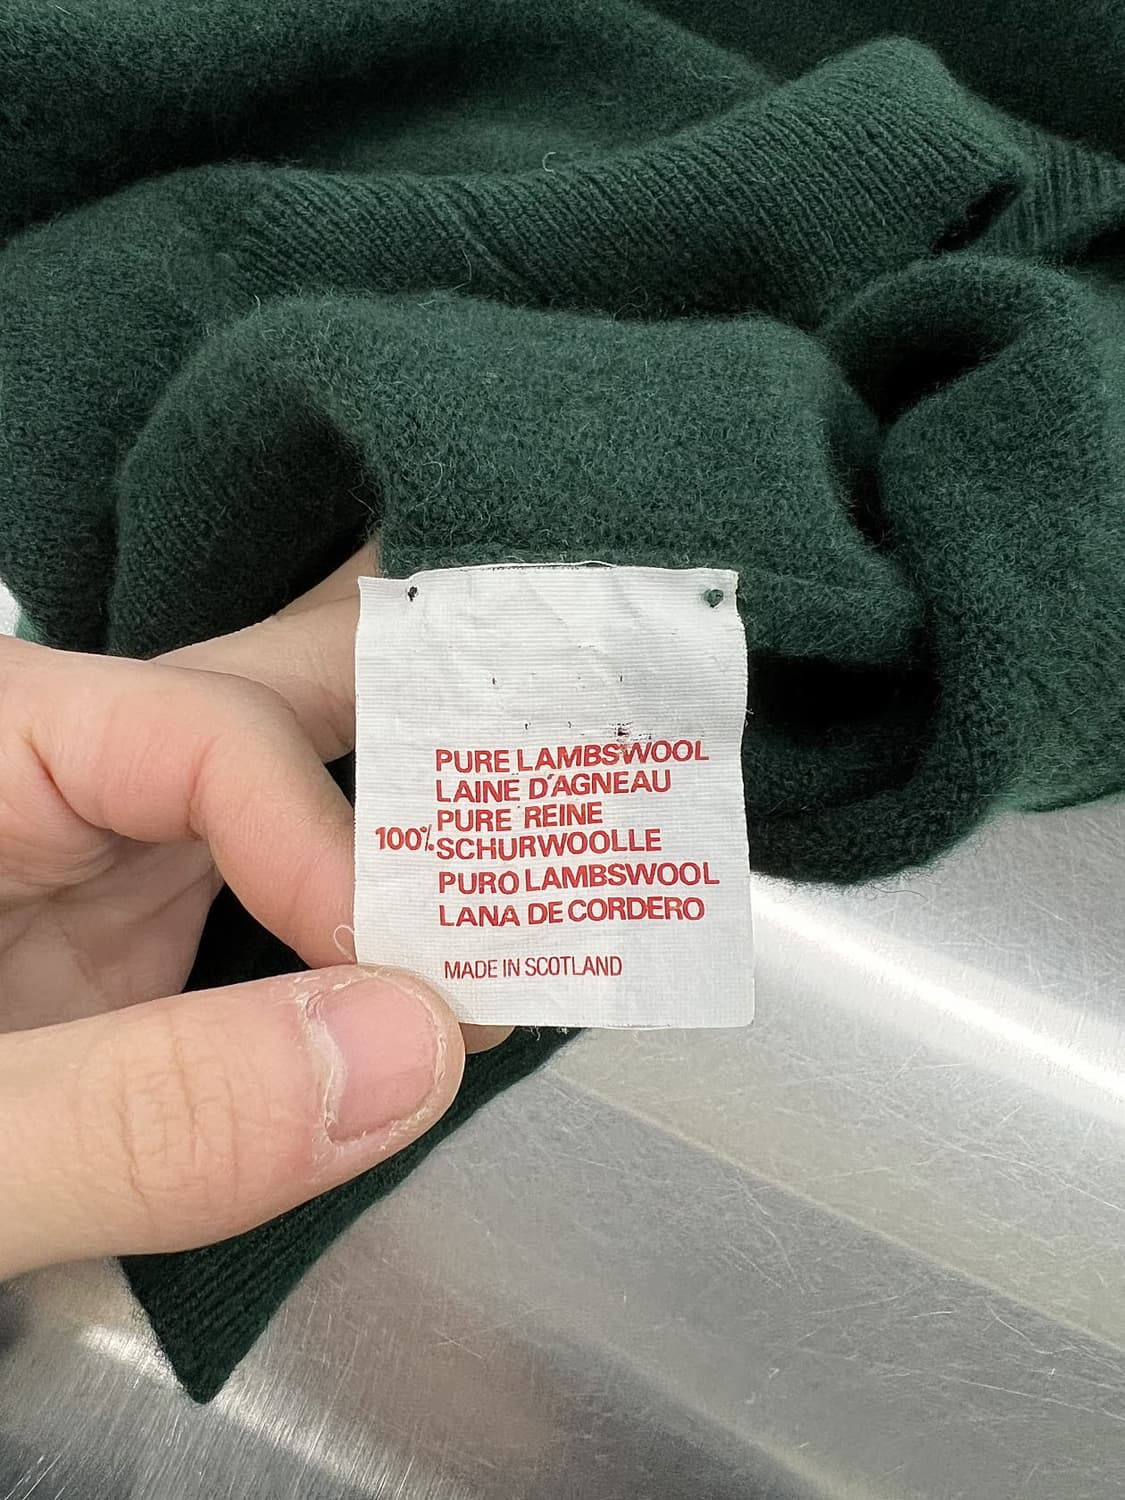 PURE LAMBSWOOL
LAINE D'AGNEAU
PURE REINE
100% SCHURWOOLLE
PURO LAMBSWOOL
LANA DE CORDERO
MADE IN SCOTLAND